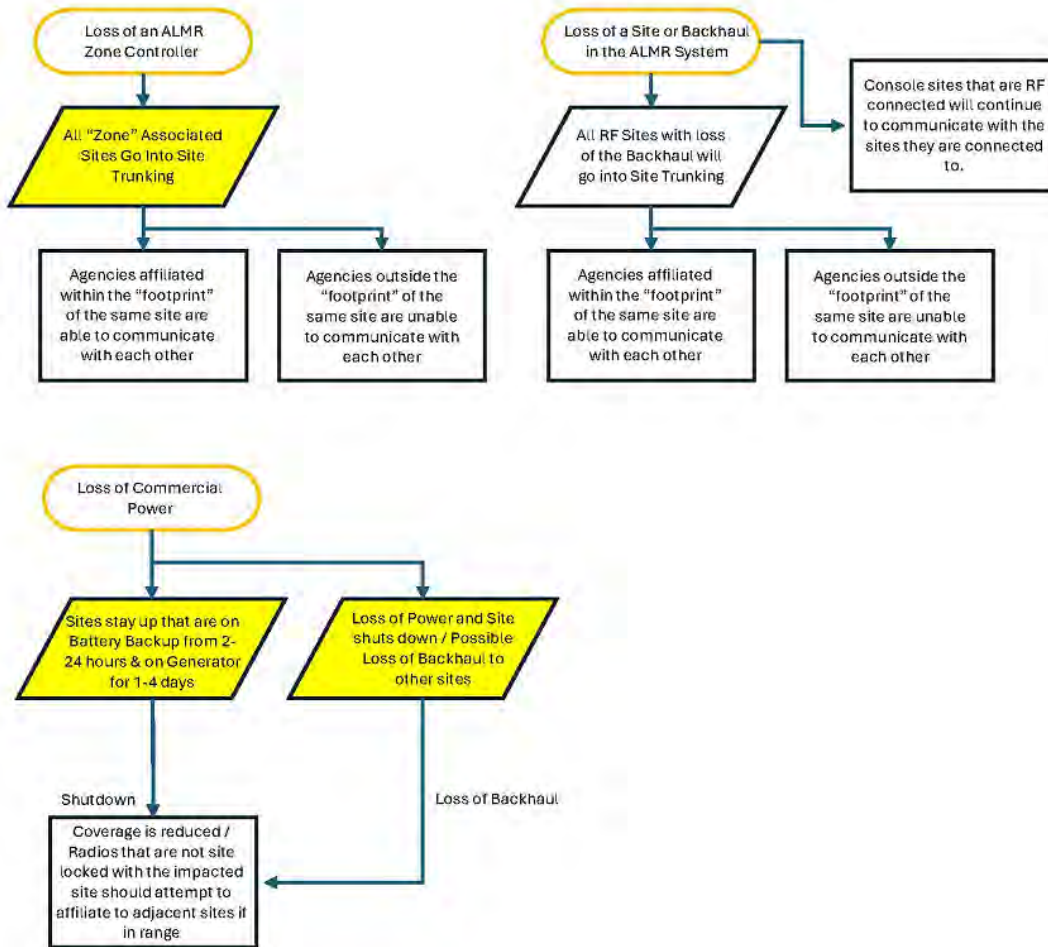 Loss of an ALMR
Zone Controller
All “Zone” Associated
Sites Go Into Site
Trunking
Agencies affiliated
within the “footprint”
of the same site are
able to communicate
with each other
Agencies outside the
“footprint” of the
same site are unable
to communicate with
each other
Loss of a Site or Backhaul
in the ALMR System
Console sites that are RF
connected will continue
to communicate with the
sites they are connected
to.
All RF Sites with loss
of the Backhaul will
go into Site Trunking
Agencies affiliated
within the “footprint”
of the same site are
able to communicate
with each other
Agencies outside the
“footprint” of the
same site are unable
to communicate with
each other
Loss of Commercial
Power
Sites stay up that are on
Battery Backup from 2-
24 hours & on Generator
for 1-4 days
Loss of Power and Site
shuts down / Possible
Loss of Backhaul to
other sites
Shutdown
Loss of Backhaul
Coverage is reduced /
Radios that are not site
locked with the impacted
site should attempt to
affiliate to adjacent sites if
in range